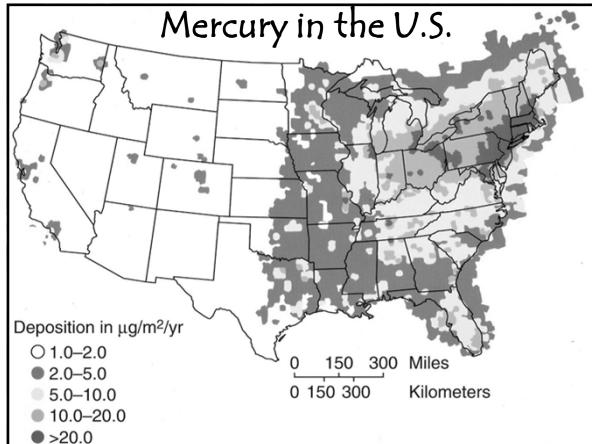 Mercury in the U.S.
Deposition in μg/m²/yr
1.0–2.0
2.0–5.0
5.0–10.0
10.0–20.0
>20.0
0 150 300 Miles
0 150 300 Kilometers